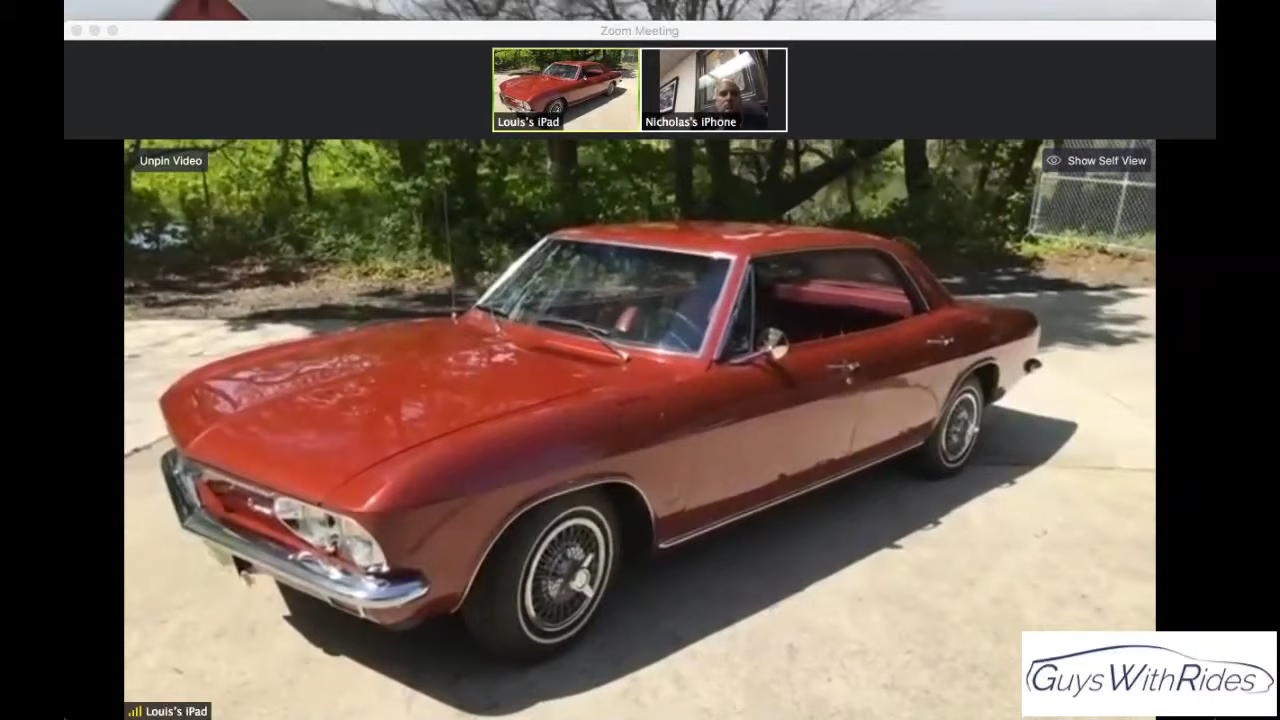 Zoom Meeting
Louis's iPad
Nicholas's iPhone
Unpin Video
Show Self View
GuysWithRides
Louis's iPad